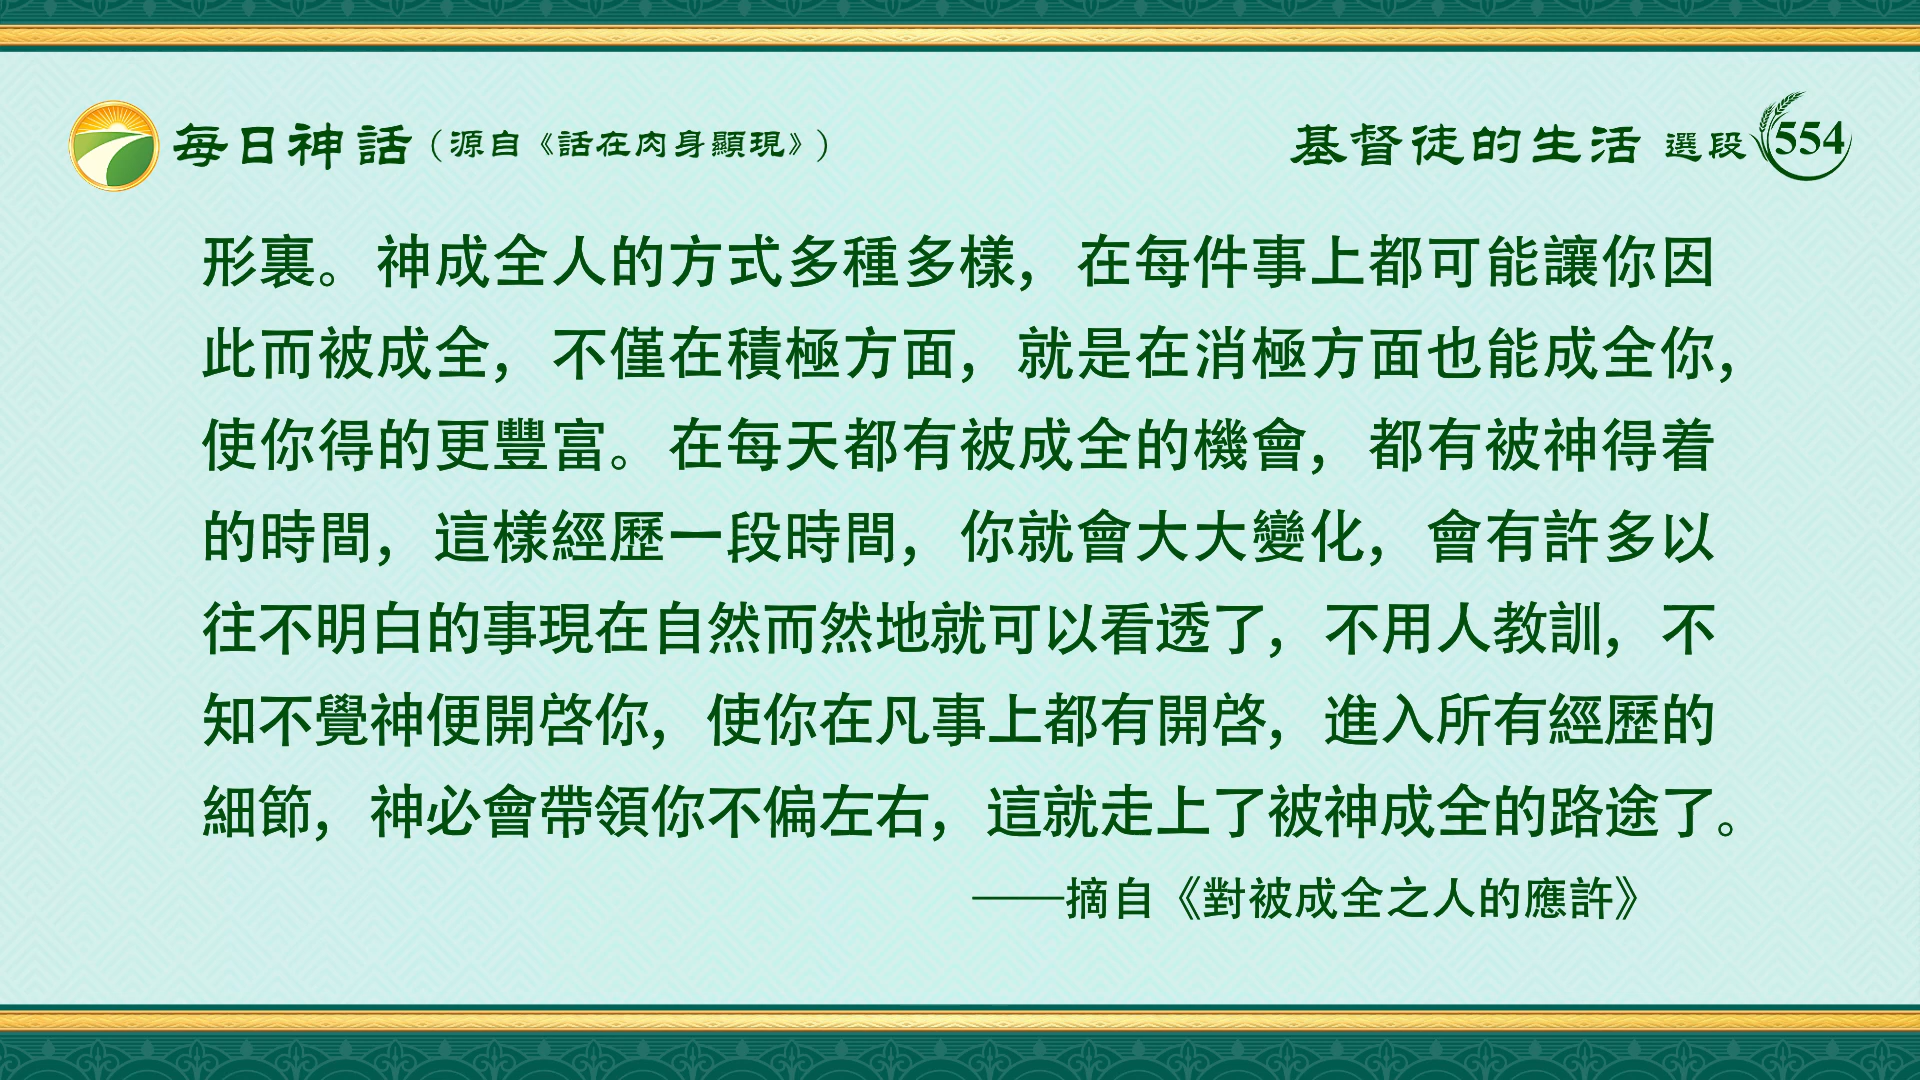 每日神話（源自《話在肉身顯現》）
基督徒的生活 選段 554
形裏。神成全人的方式多種多樣，在每件事上都可能讓你因
此而被成全，不僅在積極方面，就是在消極方面也能成全你，
使你得的更豐富。在每天都有被成全的機會，都有被神得着
的時間，這樣經歷一段時間，你就會大大變化，會有許多以
往不明白的事現在自然而然地就可以看透了，不用人教訓，不
知不覺神便開啓你，使你在凡事上都有開啓，進入所有經歷的
細節，神必會帶領你不偏左右，這就走上了被神成全的路途了。
——摘自《對被成全之人的應許》